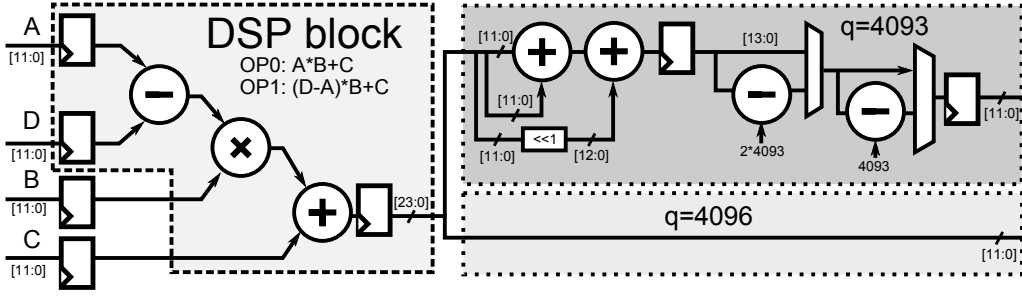 A
[11:0]
D
[11:0]
B
[11:0]
C
[11:0]
DSP block
OP0: A*B+C
OP1: (D-A)*B+C
[23:0]
q=4093
[11:0]
[11:0]
[11:0]
<<1
[12:0]
[13:0]
2*4093
4093
[11:0]
q=4096
[11:0]